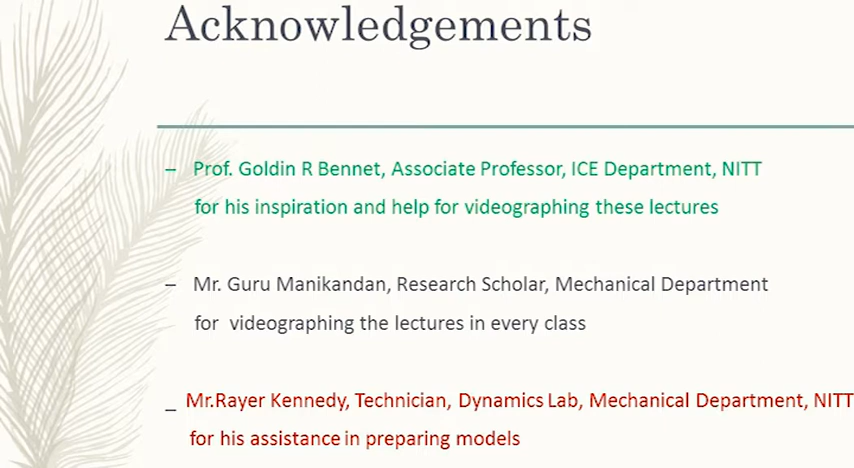 Acknowledgements
– Prof. Goldin R Bennet, Associate Professor, ICE Department, NITT
for his inspiration and help for videographing these lectures
– Mr. Guru Manikandan, Research Scholar, Mechanical Department
for videographing the lectures in every class
_ Mr.Rayer Kennedy, Technician, Dynamics Lab, Mechanical Department, NITT
for his assistance in preparing models